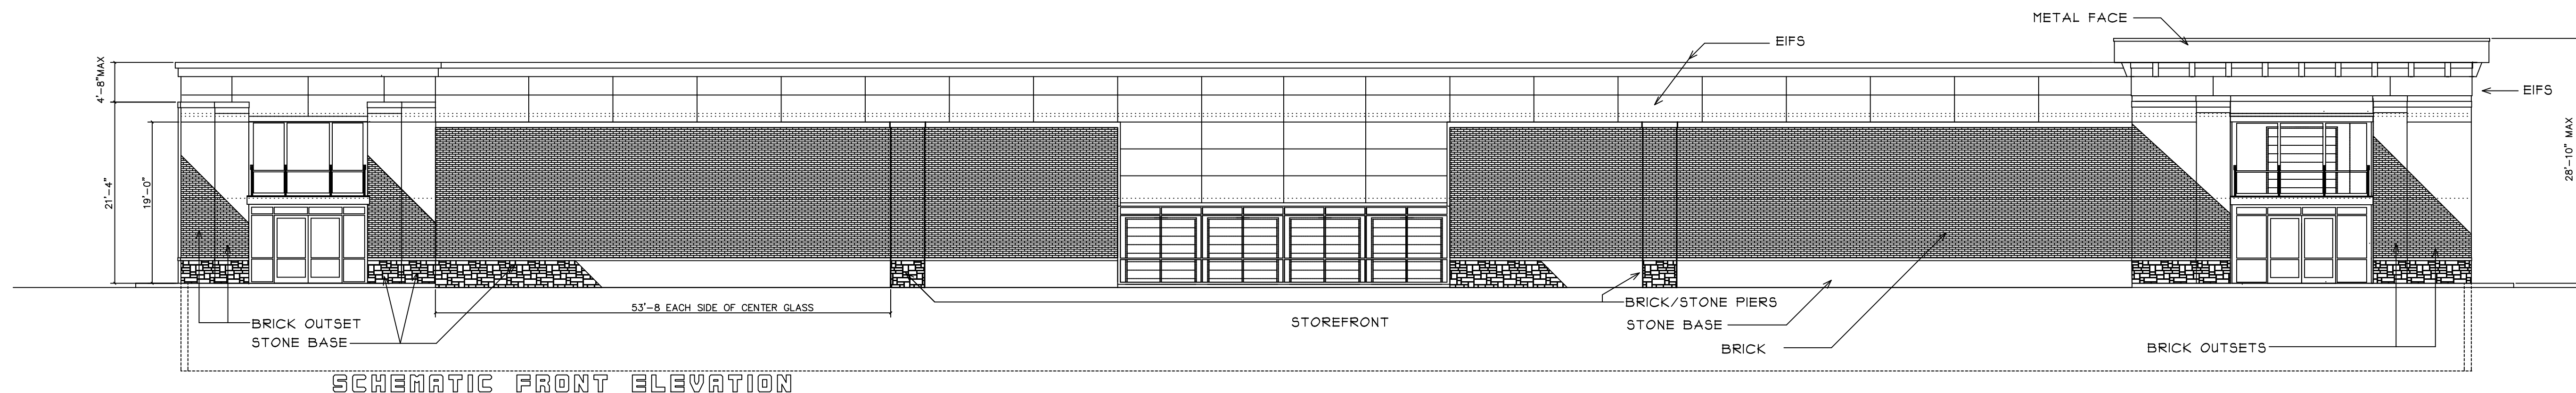 METAL FACE
EIFS
4'-8"MAX
EIFS
28'-10" MAX
21'-4"
19'-0"
53'-8 EACH SIDE OF CENTER GLASS
BRICK/STONE PIERS
BRICK OUTSET
STOREFRONT
STONE BASE
STONE BASE
BRICK
BRICK OUTSETS
SCHEMATIC FRONT ELEVATION